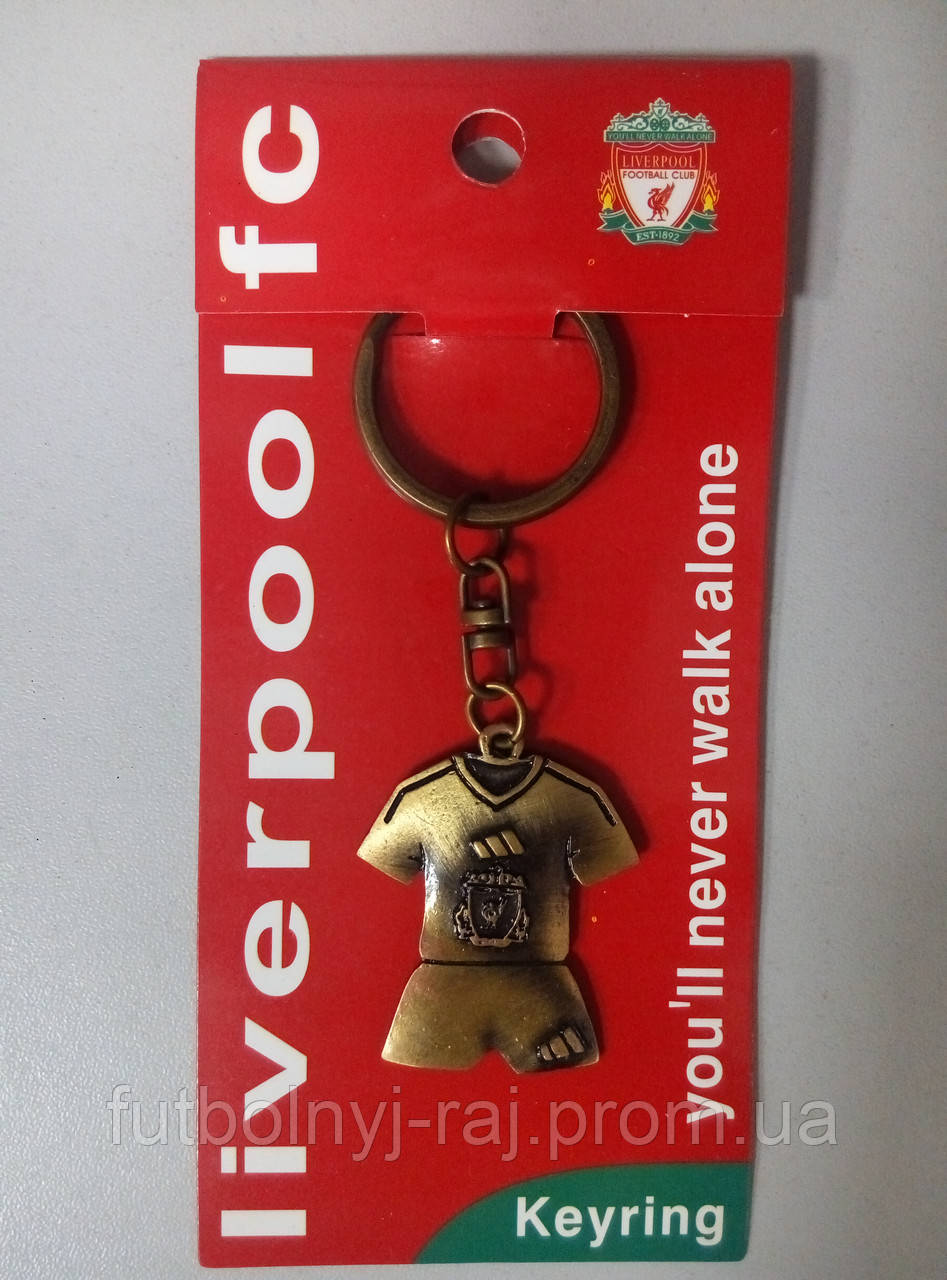 YOU'LL NEVER WALK ALONE
LIVERPOOL
FOOTBALL CLUB
EST·1892
liverpool fc
you'll never walk alone
futbolnyj-raj.prom.ua
Keyring